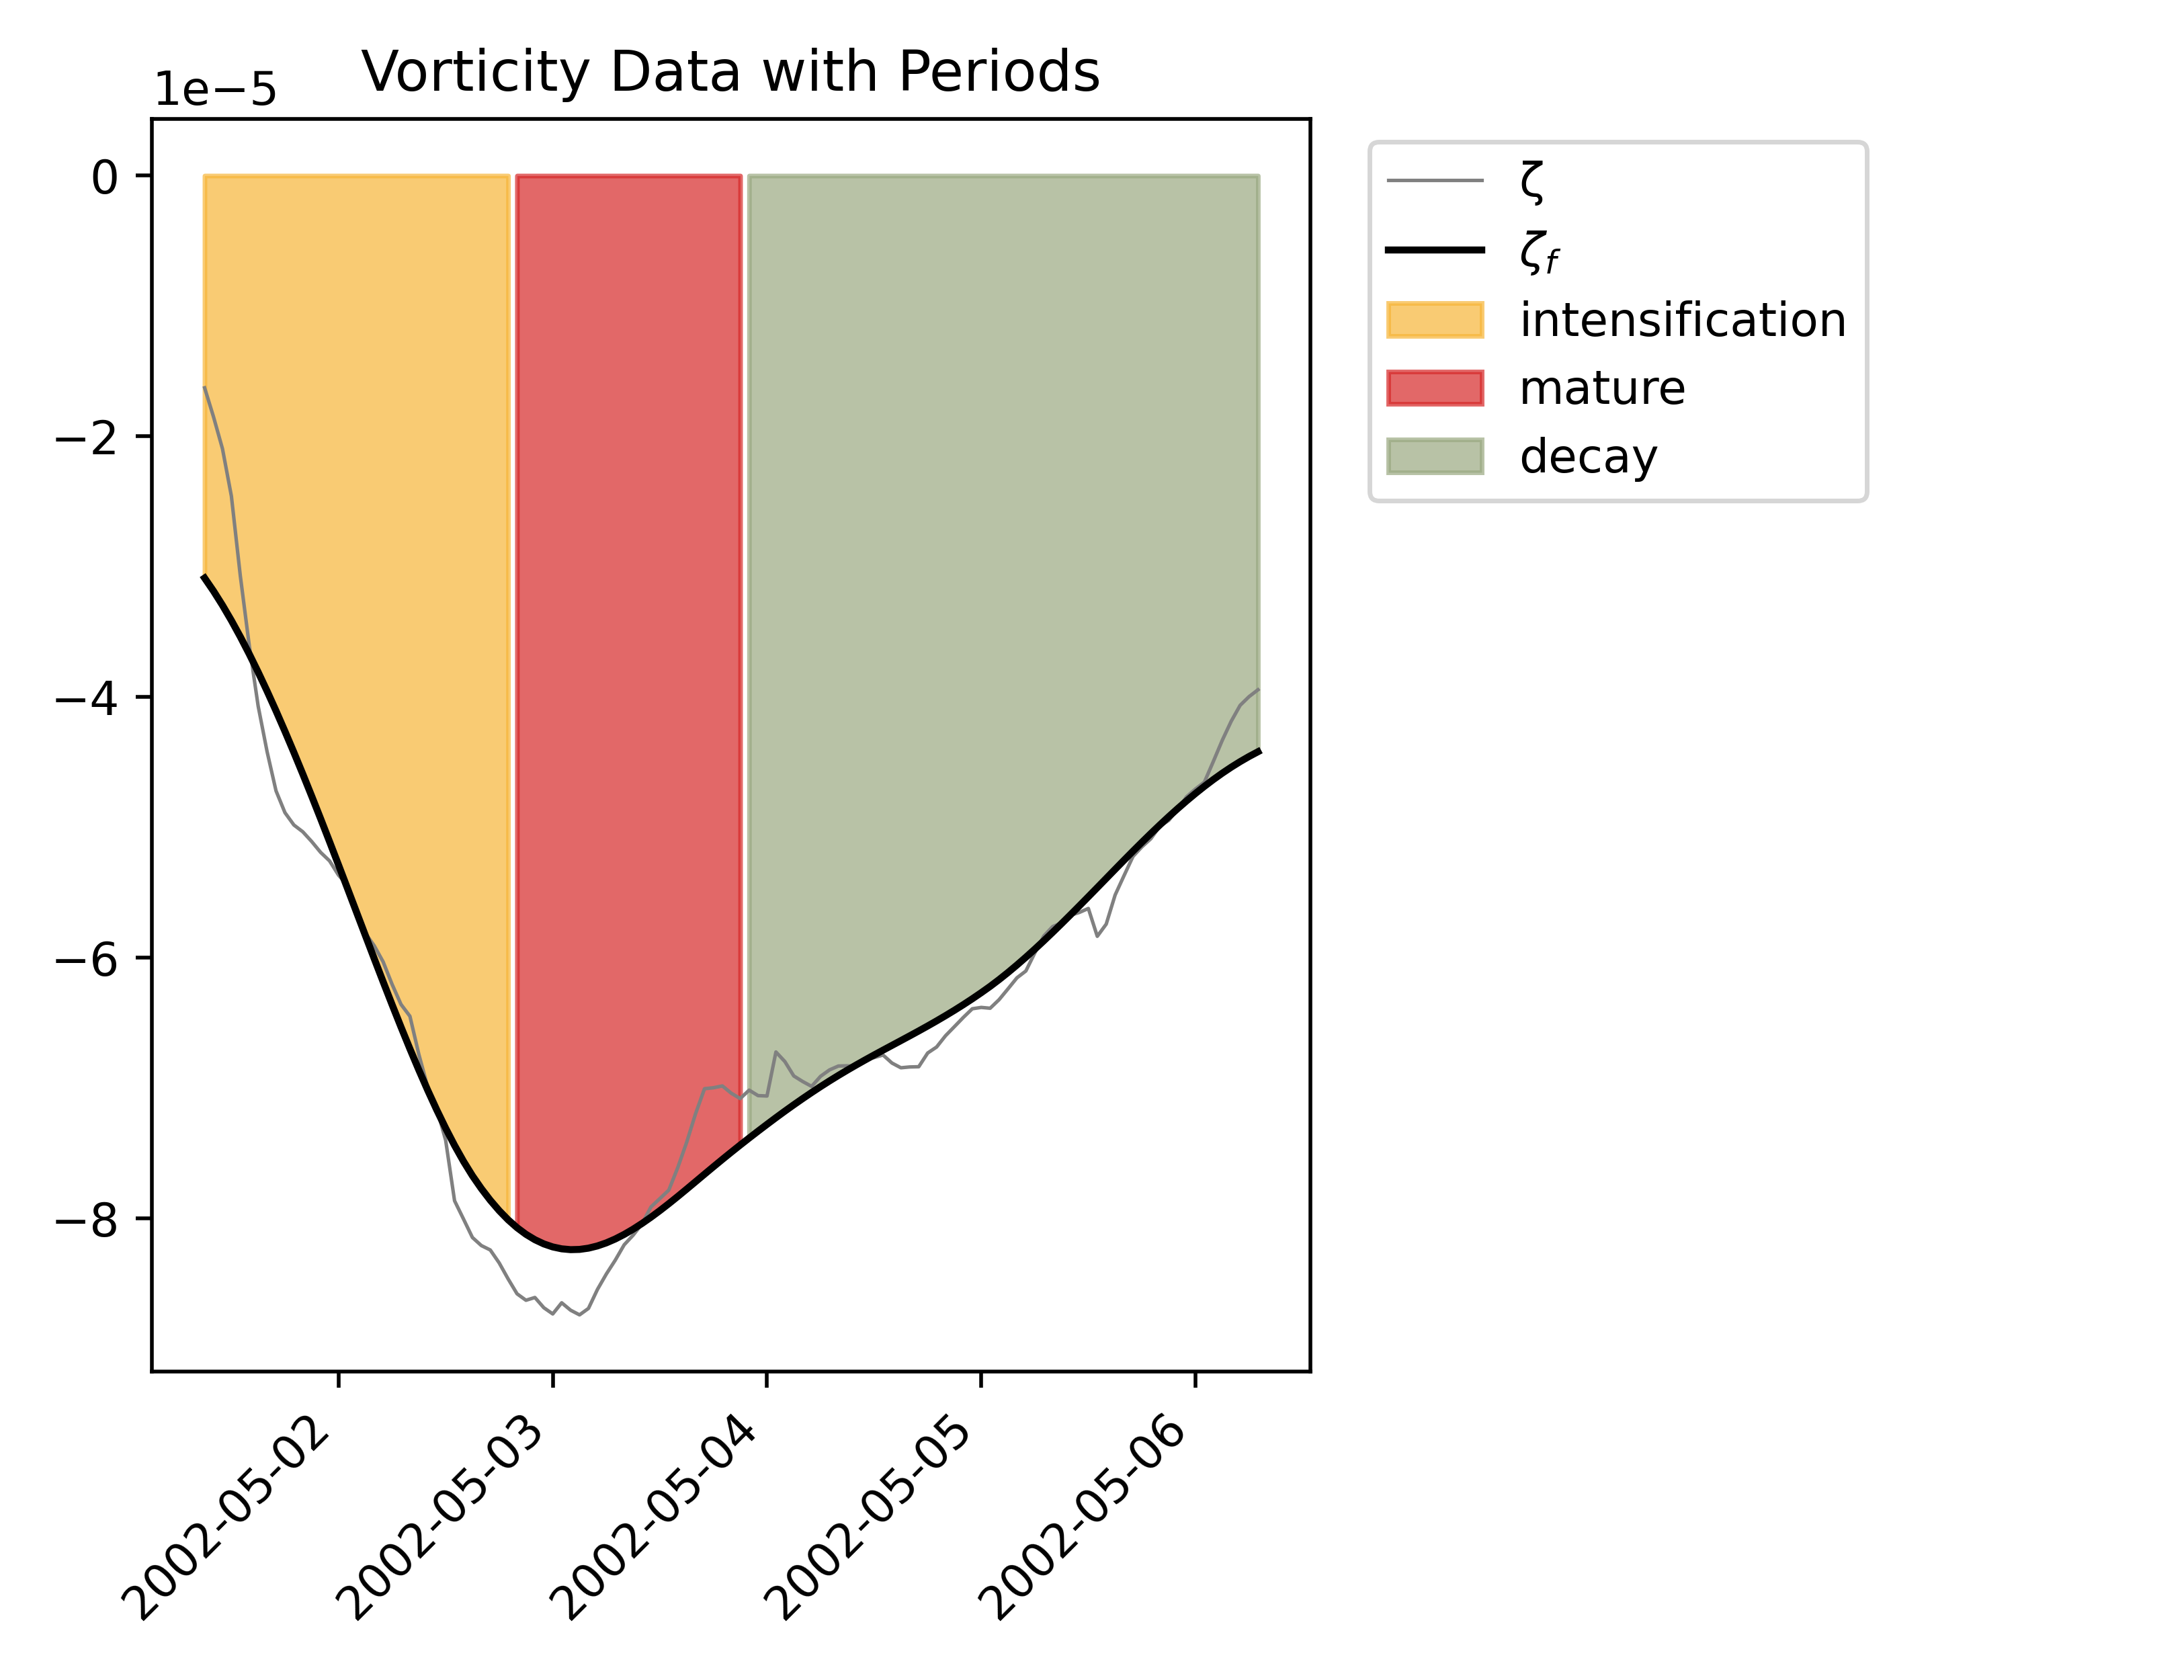 Vorticity Data with Periods
1e−5
0
−2
−4
−6
−8
2002-05-02
2002-05-03
2002-05-04
2002-05-05
2002-05-06
ζ
ζf
intensification
mature
decay